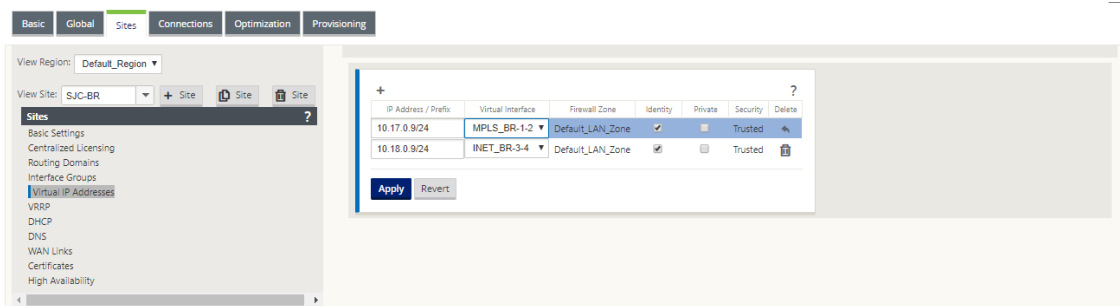 Basic Global Sites Connections Optimization Provisioning
View Region: Default_Region
View Site: SJC-BR + Site Site Site
Sites ?
Basic Settings
Centralized Licensing
Routing Domains
Interface Groups
Virtual IP Addresses
VRRP
DHCP
DNS
WAN Links
Certificates
High Availability
+ ?
IP Address / Prefix Virtual Interface Firewall Zone Identity Private Security Delete
10.17.0.9/24 MPLS_BR-1-2 Default_LAN_Zone Trusted
10.18.0.9/24 INET_BR-3-4 Default_LAN_Zone Trusted
Apply Revert